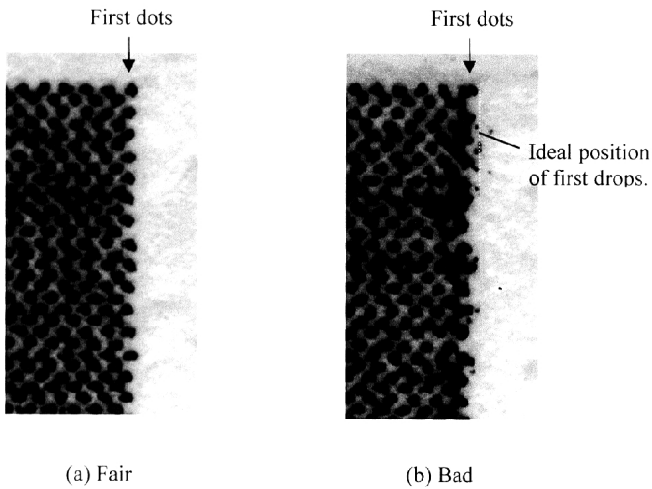 First dots
First dots
Ideal position
of first drops.
(a) Fair
(b) Bad